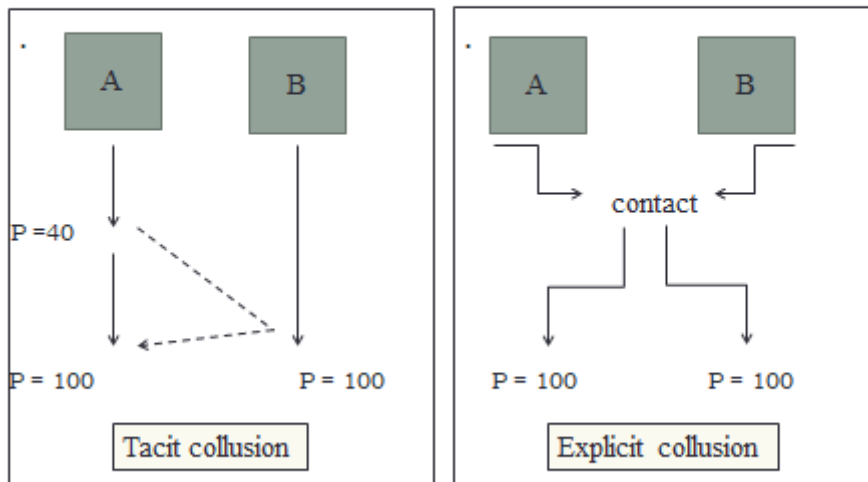 A
B
P =40
P = 100
P = 100
Tacit collusion
A
B
contact
P = 100
P = 100
Explicit collusion